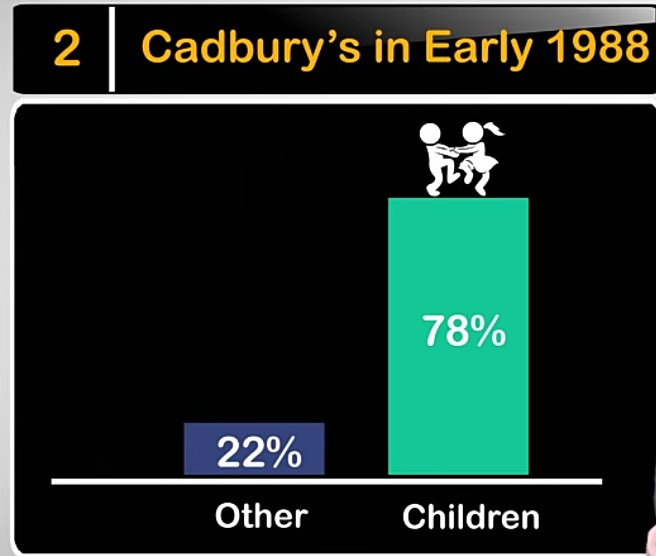 2 Cadbury's in Early 1988
78%
22%
Other Children